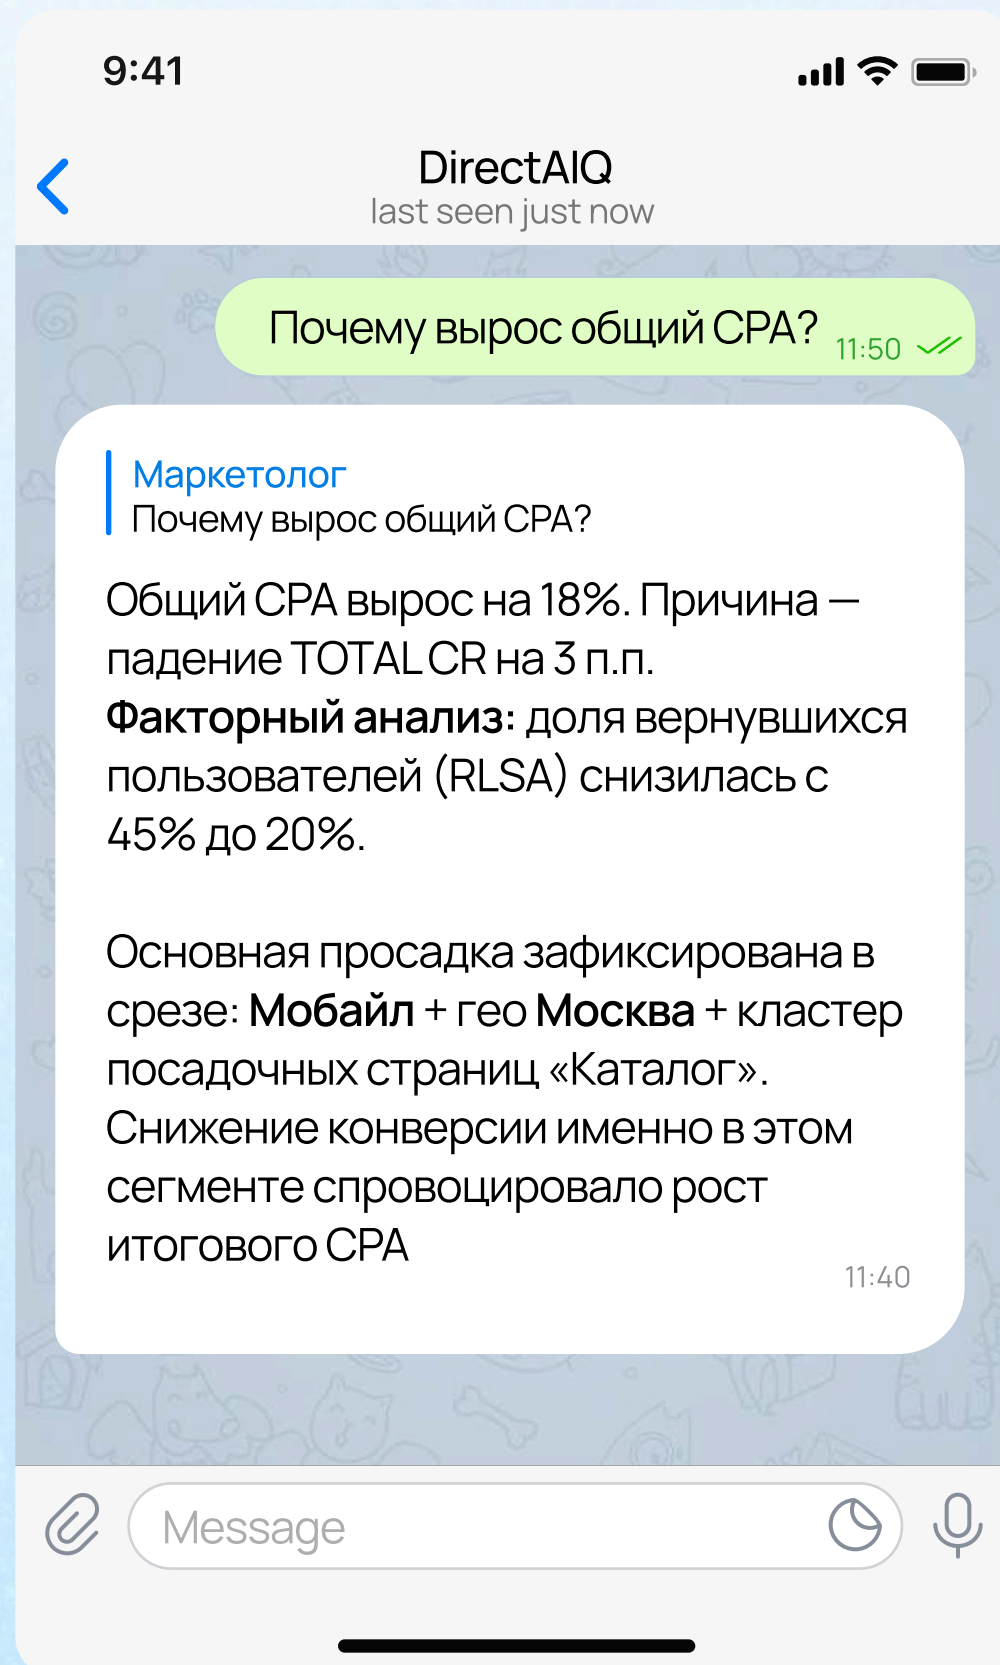 9:41
DirectAIQ
last seen just now
Почему вырос общий CPA?
11:50
Маркетолог
Почему вырос общий CPA?
Общий CPA вырос на 18%. Причина —
падение TOTAL CR на 3 п.п.
Факторный анализ: доля вернувшихся
пользователей (RLSA) снизилась с
45% до 20%.
Основная просадка зафиксирована в
срезе: Мобайл + гео Москва + кластер
посадочных страниц «Каталог».
Снижение конверсии именно в этом
сегменте спровоцировало рост
итогового CPA
11:40
Message